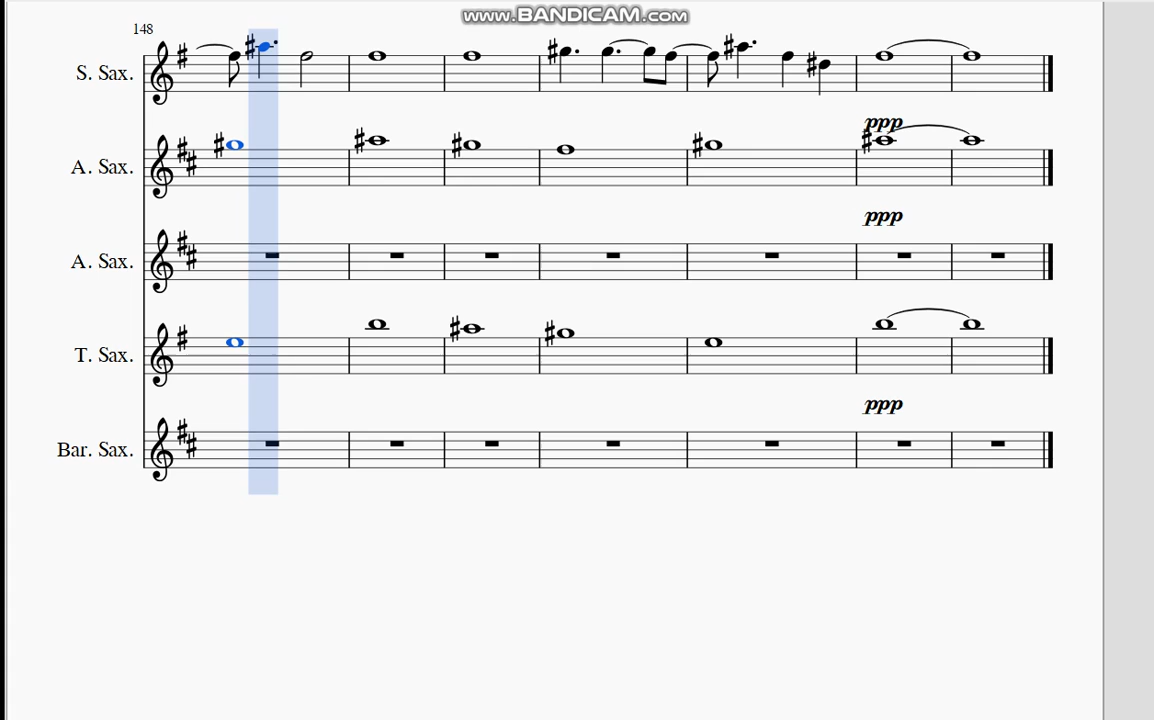 www.BANDICAM.com
148
S. Sax.
ppp
A. Sax.
ppp
A. Sax.
T. Sax.
ppp
Bar. Sax.